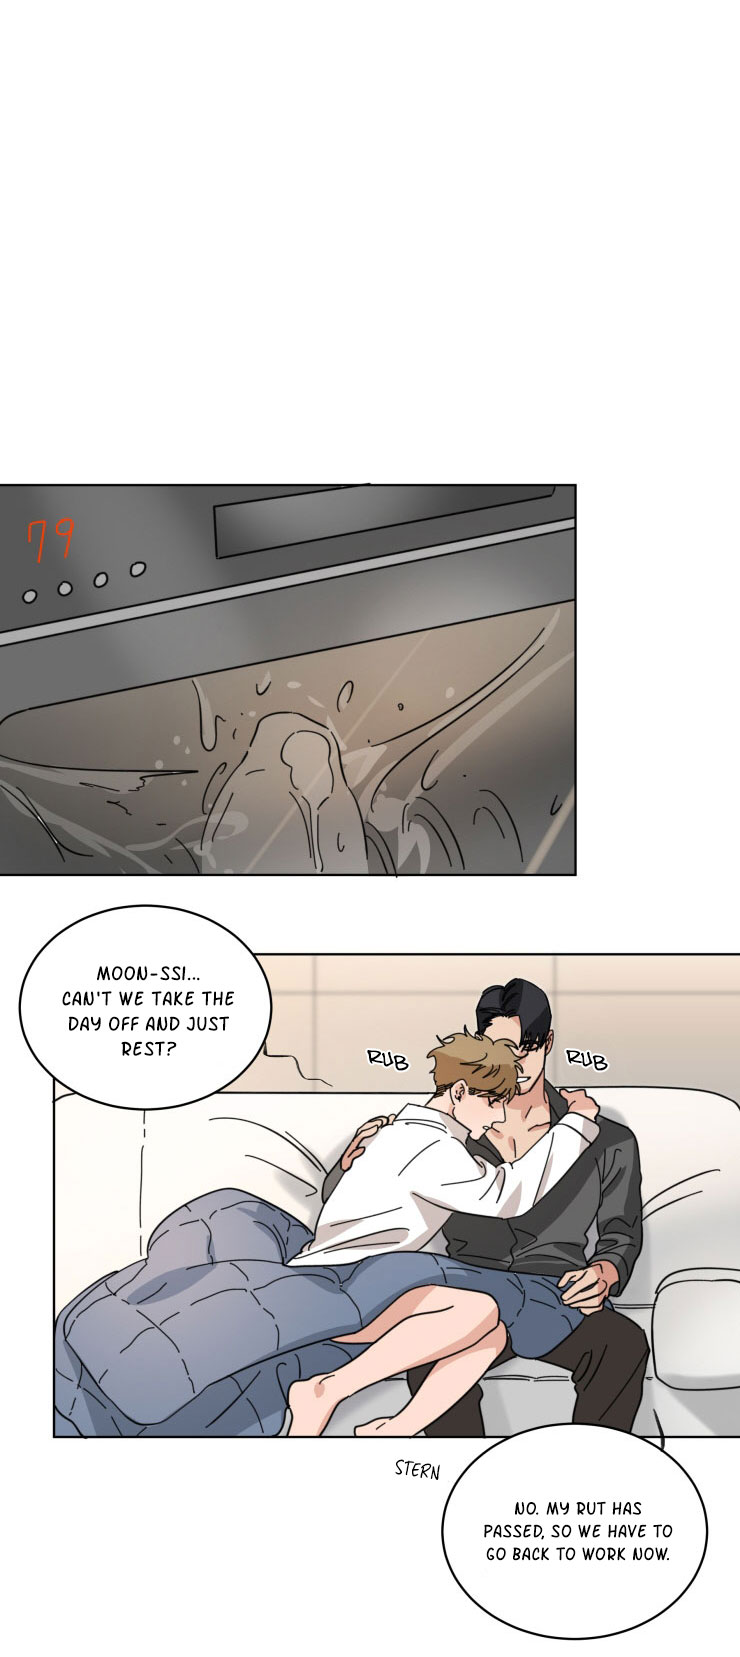 79
MOON-SSI...
CAN'T WE TAKE THE
DAY OFF AND JUST
REST?
RUB
RUB
STERN
NO. MY RUT HAS
PASSED, SO WE HAVE TO
GO BACK TO WORK NOW.